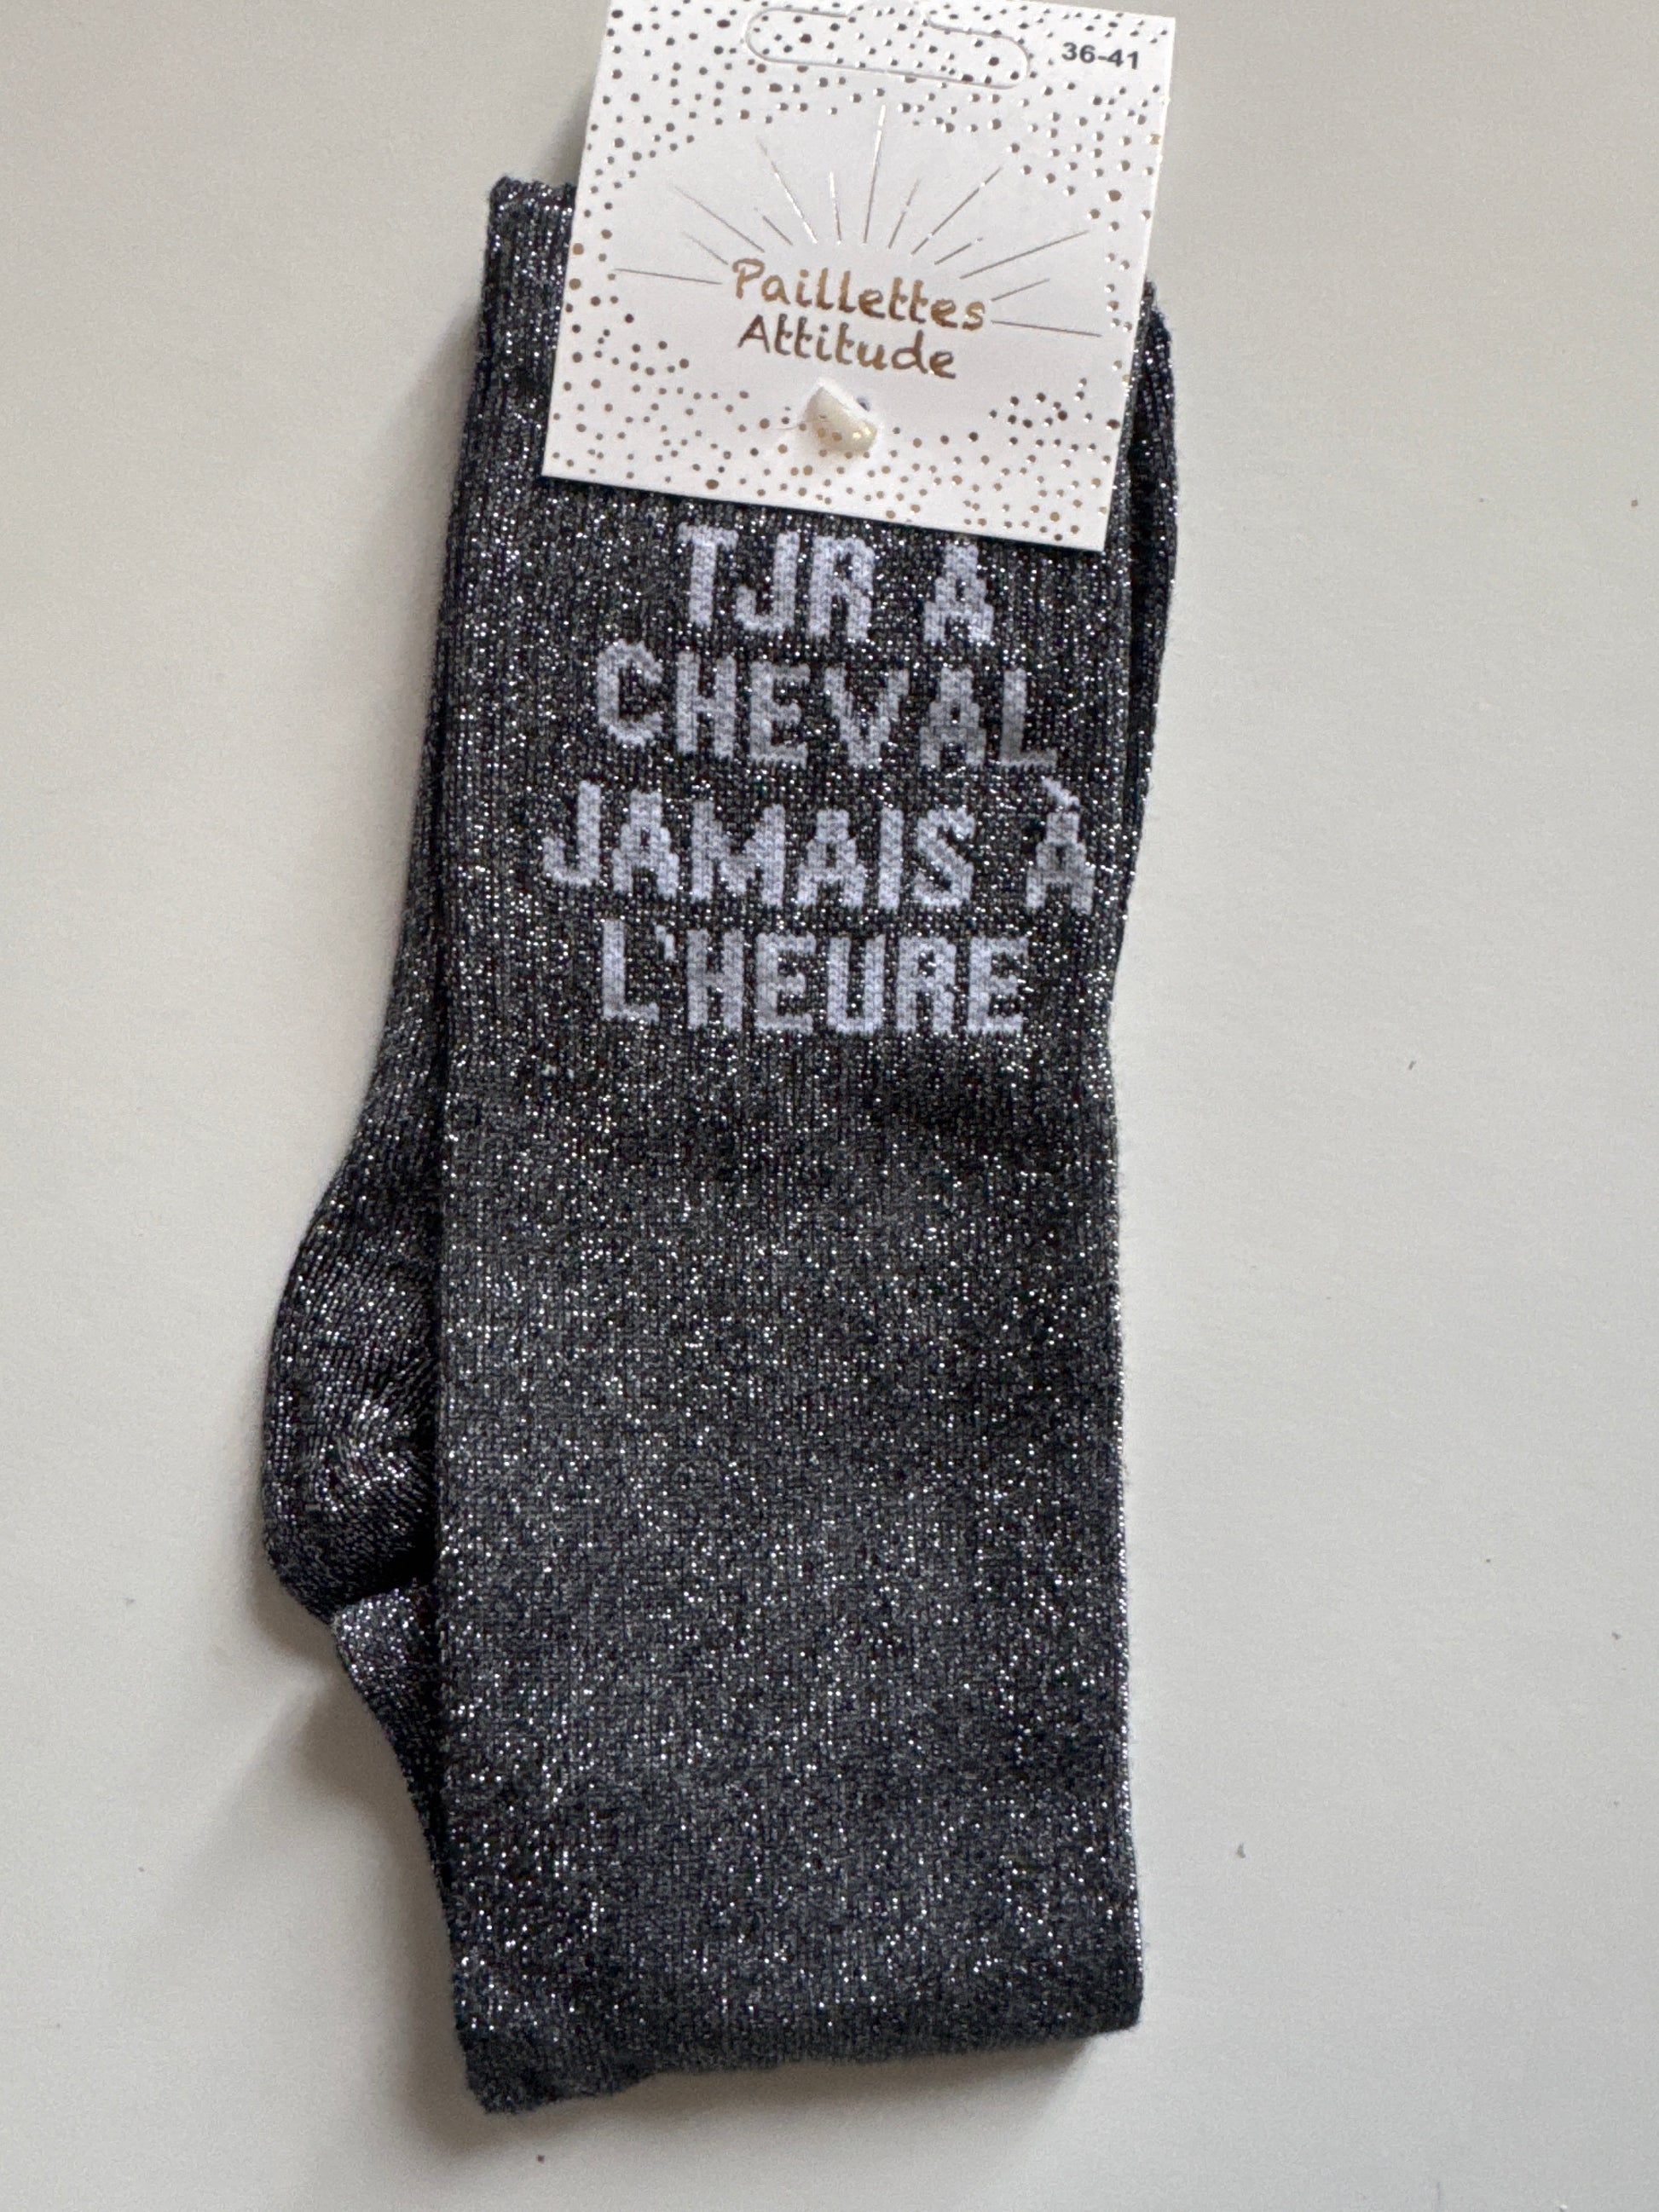 36-41
Paillettes
Attitude
TJR A
CHEVAL
JAMAIS À
L'HEURE